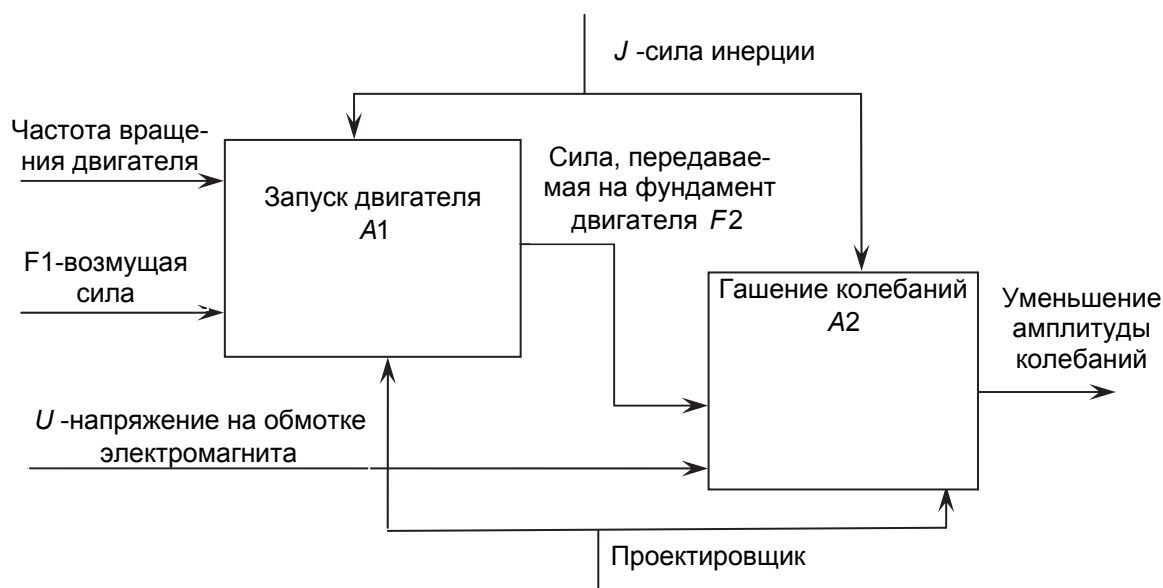 J -сила инерции
Частота враще-
ния двигателя
Запуск двигателя
A1
Сила, передавае-
мая на фундамент
двигателя F2
F1-возмущая
сила
Гашение колебаний
A2
Уменьшение
амплитуды
колебаний
U -напряжение на обмотке
электромагнита
Проектировщик